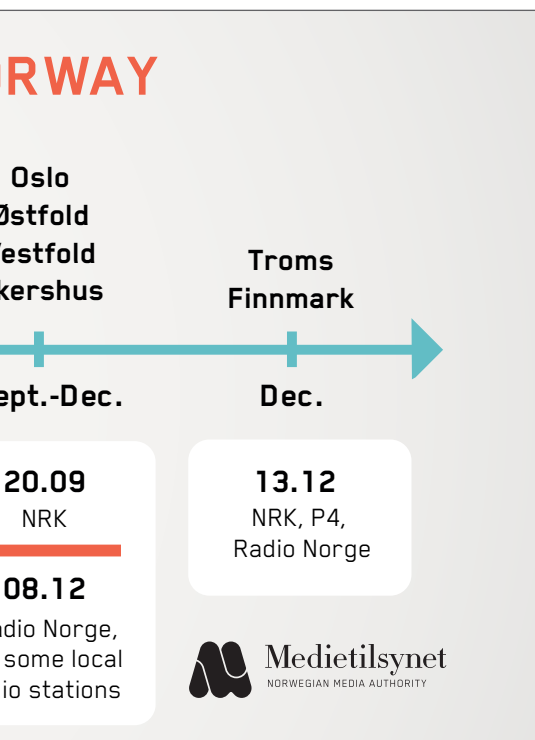 ORWAY
Oslo
Østfold
estfold
kershus
Troms
Finnmark
ept.-Dec.
Dec.
20.09
NRK
08.12
adio Norge,
some local
io stations
13.12
NRK, P4,
Radio Norge
Medietilsynet
NORWEGIAN MEDIA AUTHORITY